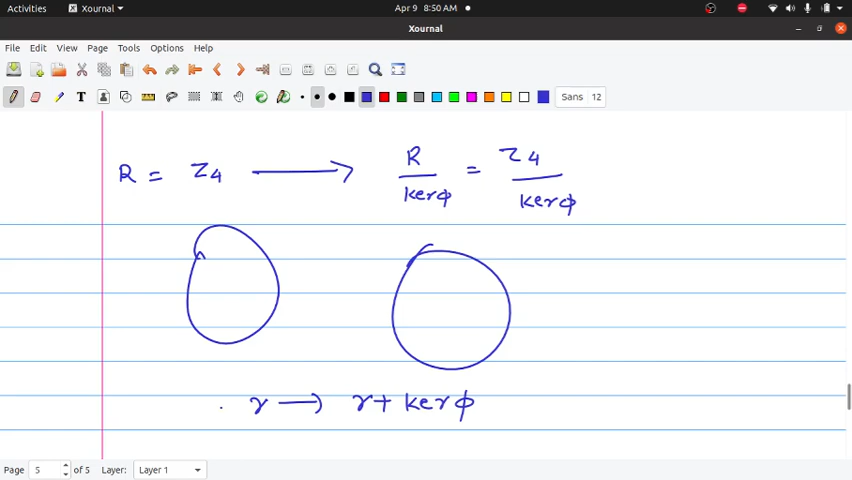 Activities Xournal Apr 9 8:50 AM
Xournal
File Edit View Page Tools Options Help
T Sans 12
R = Z4 ⟶ R/kerϕ = Z4/kerϕ
r ⟶ r + kerϕ
Page 5 of 5 Layer: Layer 1